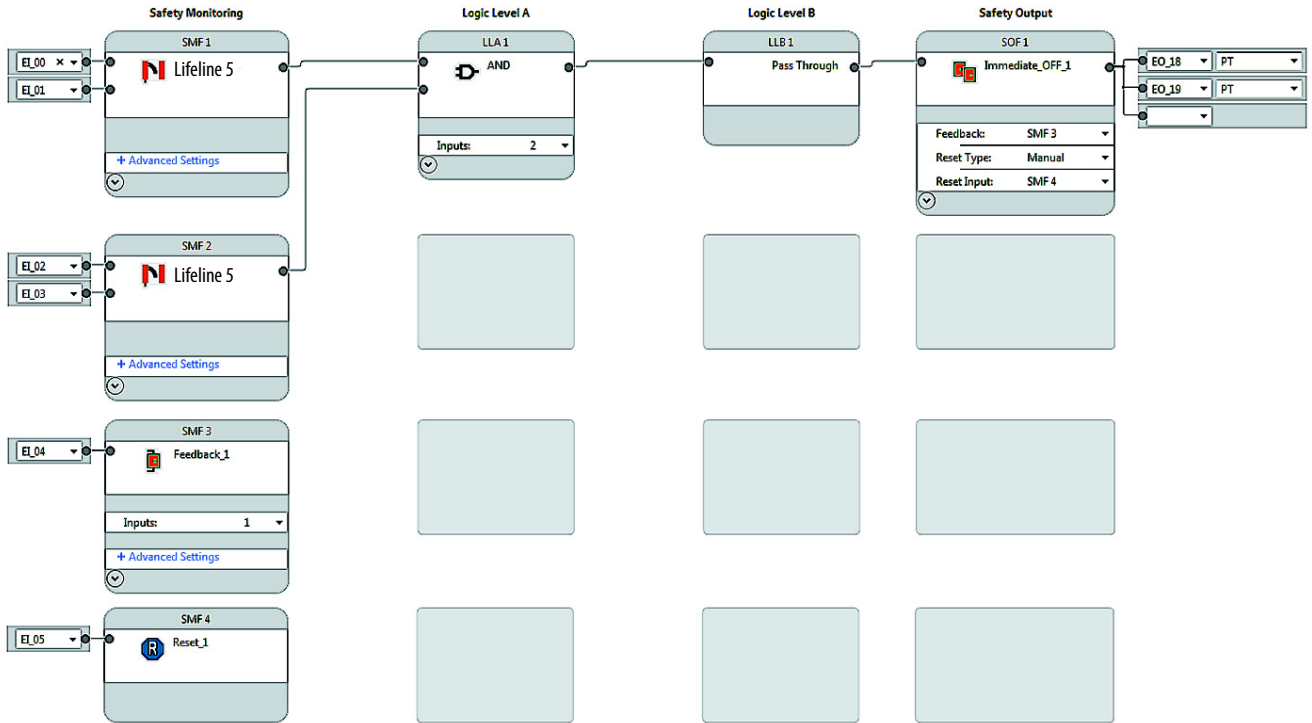 Safety Monitoring
Logic Level A
Logic Level B
Safety Output
SMF 1
EI_00
EI_01
Lifeline 5
+ Advanced Settings
LLA 1
AND
Inputs: 2
LLB 1
Pass Through
SOF 1
Immediate_OFF_1
Feedback: SMF 3
Reset Type: Manual
Reset Input: SMF 4
EO_18 PT
EO_19 PT
SMF 2
EI_02
EI_03
Lifeline 5
+ Advanced Settings
SMF 3
EI_04
Feedback_1
Inputs: 1
+ Advanced Settings
SMF 4
EI_05
R
Reset_1